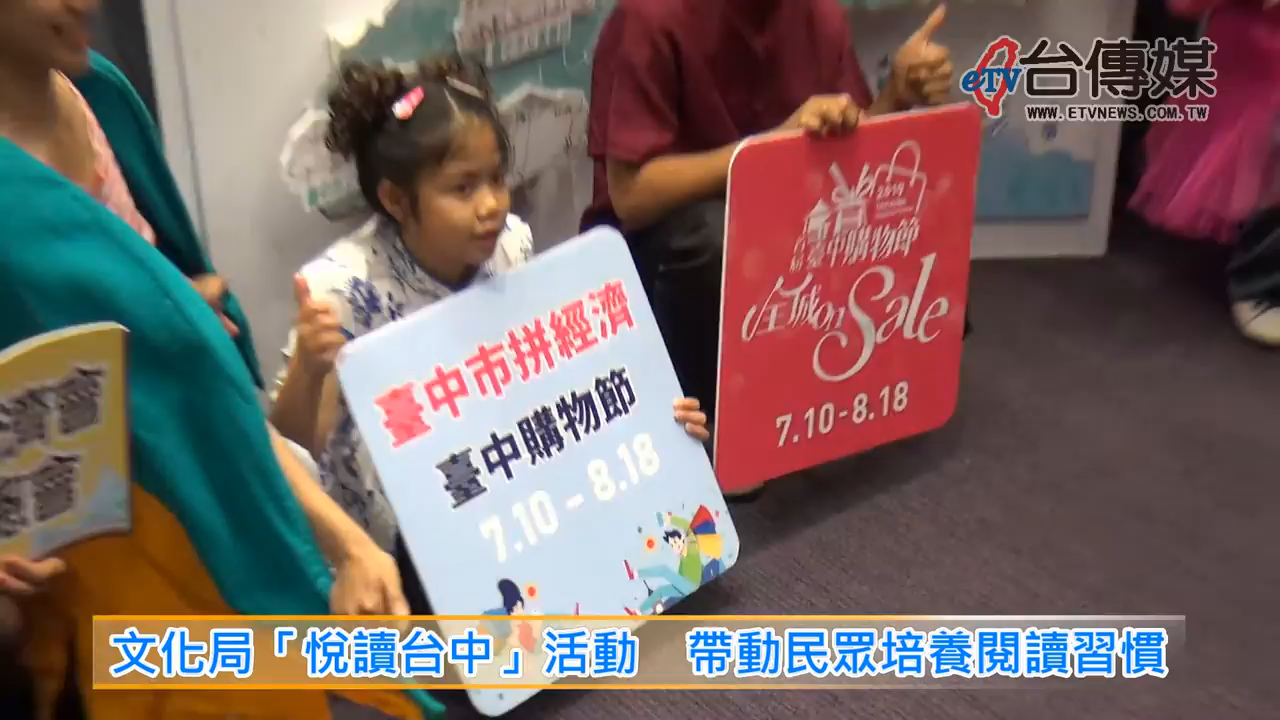 eTV台傳媒
WWW.ETVNEWS.COM.TW
2019
臺中購物節
全城on Sale
7.10-8.18
臺中市拼經濟
臺中購物節
7.10 - 8.18
文化局「悅讀台中」活動 帶動民眾培養閱讀習慣